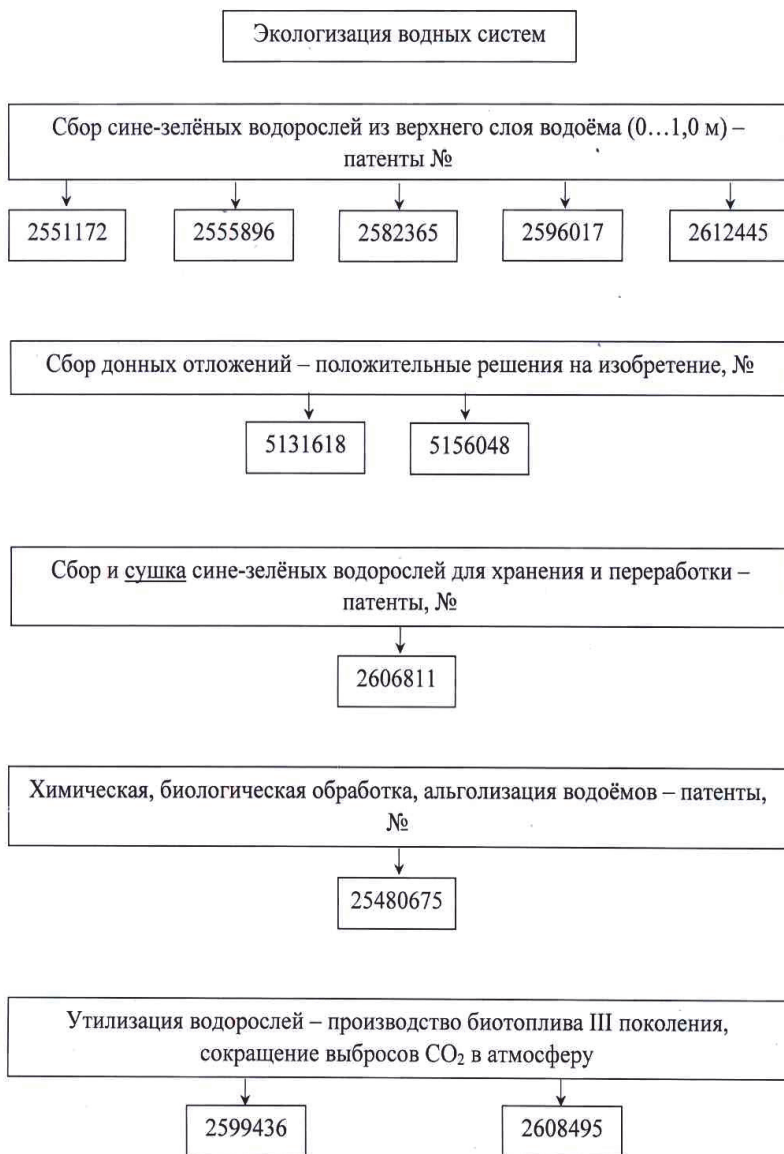 Экологизация водных систем
Сбор сине-зелёных водорослей из верхнего слоя водоёма (0…1,0 м) –
патенты №
2551172 2555896 2582365 2596017 2612445
Сбор донных отложений – положительные решения на изобретение, №
5131618 5156048
Сбор и сушка сине-зелёных водорослей для хранения и переработки –
патенты, №
2606811
Химическая, биологическая обработка, альголизация водоёмов – патенты,
№
25480675
Утилизация водорослей – производство биотоплива III поколения,
сокращение выбросов CO₂ в атмосферу
2599436 2608495